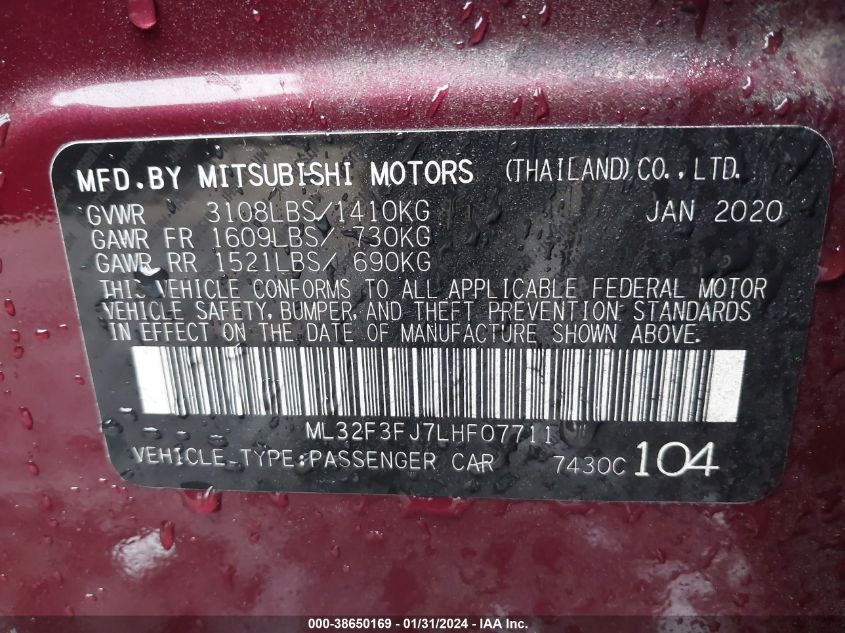 MFD.BY MITSUBISHI MOTORS (THAILAND)CO.,LTD.
GVWR 3108LBS/1410KG JAN 2020
GAWR FR 1609LBS/ 730KG
GAWR RR 1521LBS/ 690KG
THIS VEHICLE CONFORMS TO ALL APPLICABLE FEDERAL MOTOR
VEHICLE SAFETY, BUMPER, AND THEFT PREVENTION STANDARDS
IN EFFECT ON THE DATE OF MANUFACTURE SHOWN ABOVE.
ML32F3FJ7LHF07711
VEHICLE TYPE:PASSENGER CAR 7430C 104
000-38650169 - 01/31/2024 - IAA Inc.